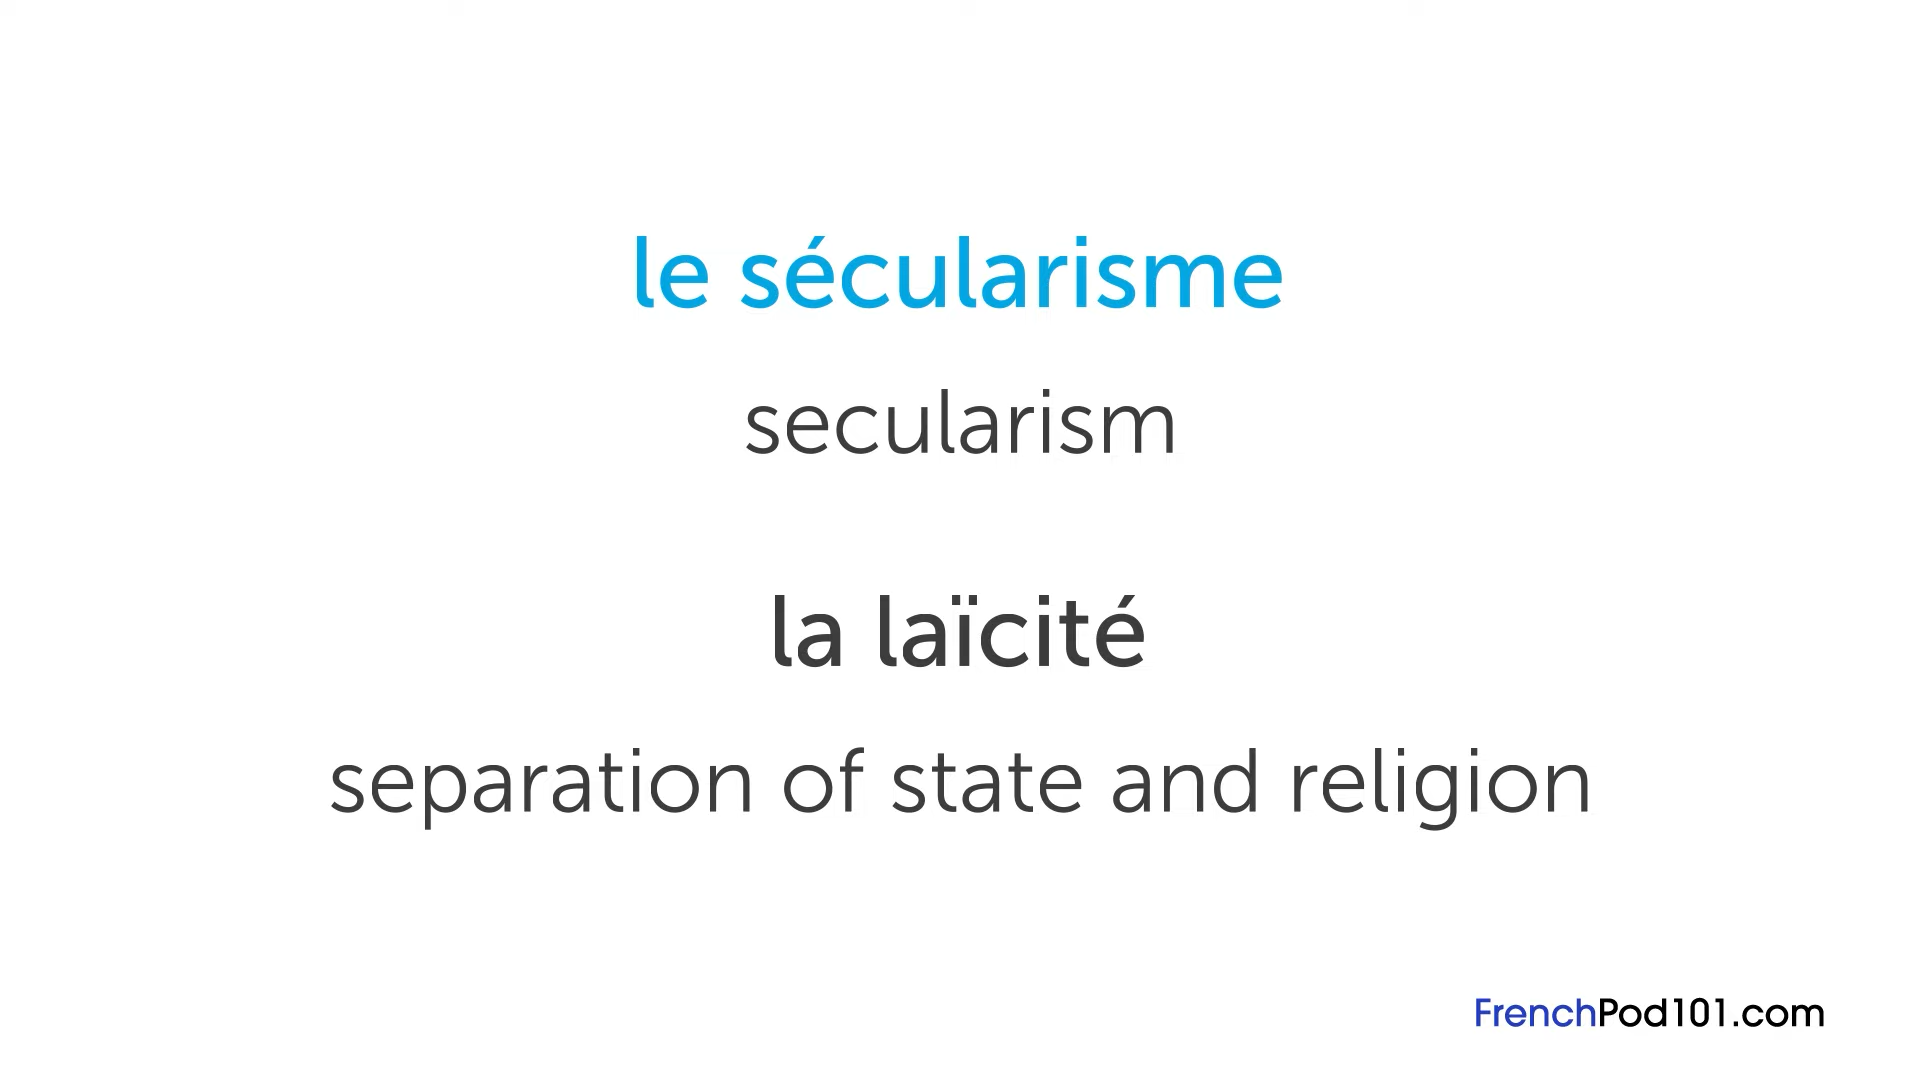 le sécularisme
secularism
la laïcité
separation of state and religion
FrenchPod101.com